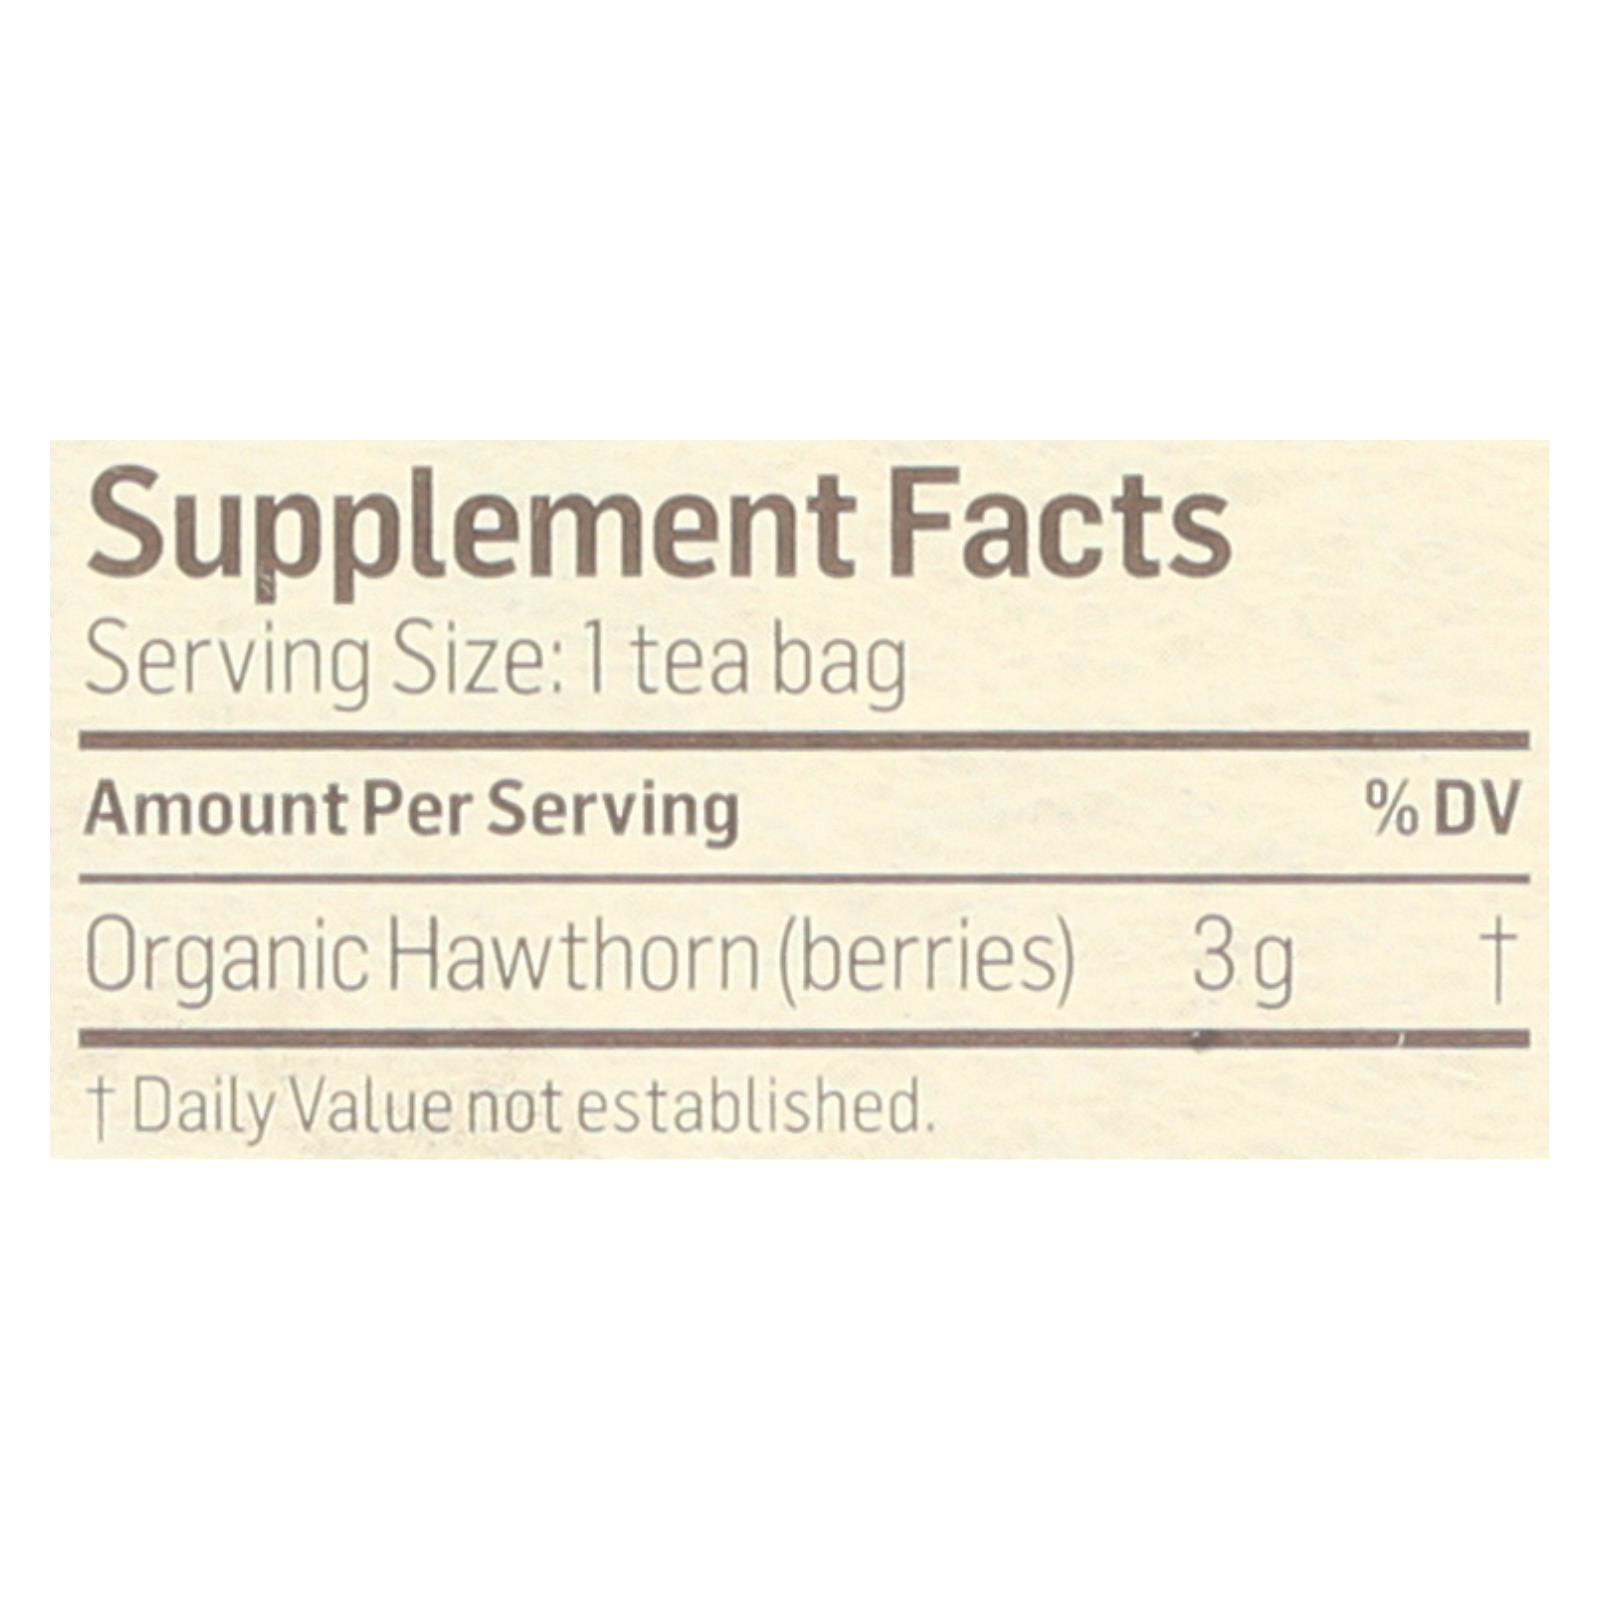 Supplement Facts
Serving Size: 1 tea bag
Amount Per Serving % DV
Organic Hawthorn (berries) 3 g †
† Daily Value not established.